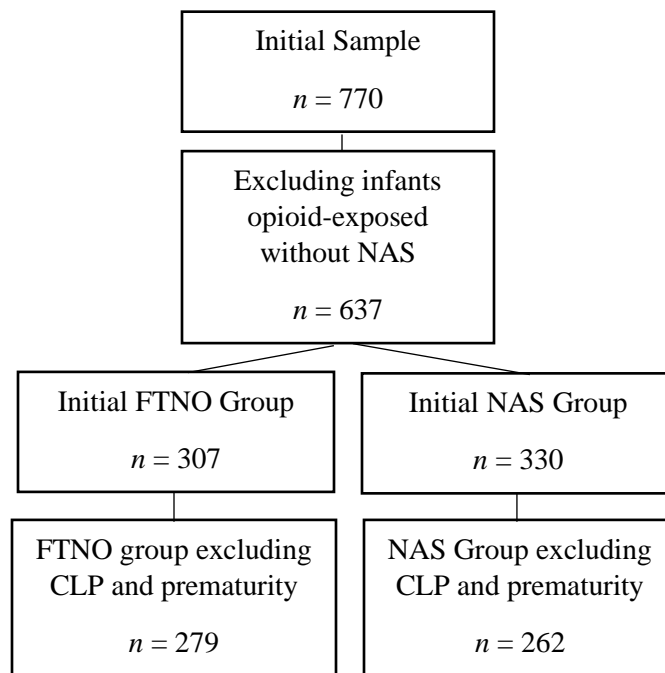 Initial Sample
n = 770
Excluding infants
opioid-exposed
without NAS
n = 637
Initial FTNO Group
n = 307
Initial NAS Group
n = 330
FTNO group excluding
CLP and prematurity
n = 279
NAS Group excluding
CLP and prematurity
n = 262